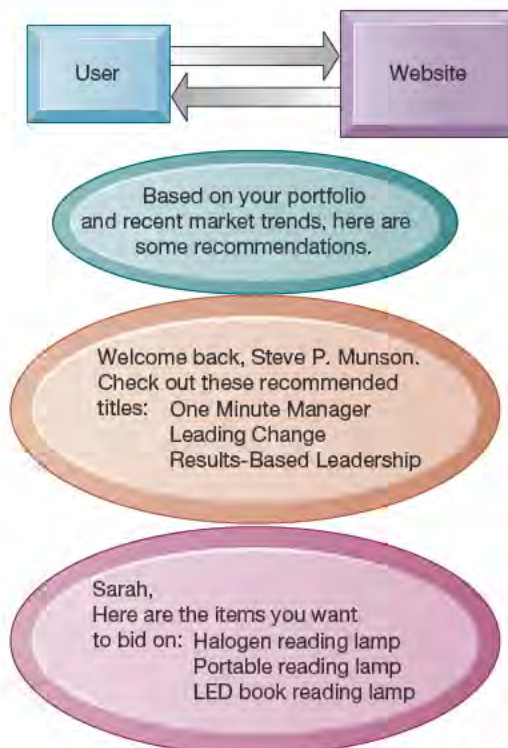 User
Website
Based on your portfolio
and recent market trends, here are
some recommendations.
Welcome back, Steve P. Munson.
Check out these recommended
titles: One Minute Manager
Leading Change
Results-Based Leadership
Sarah,
Here are the items you want
to bid on: Halogen reading lamp
Portable reading lamp
LED book reading lamp